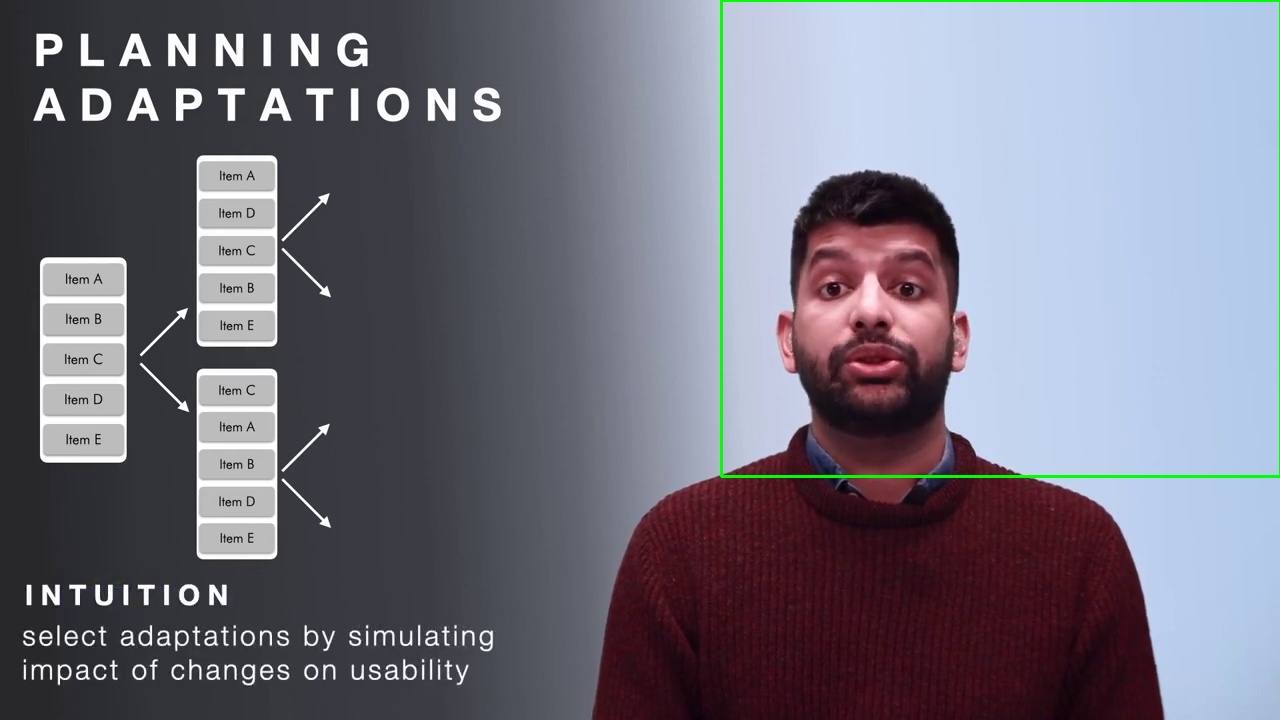 PLANNING
ADAPTATIONS
Item A
Item B
Item C
Item D
Item E
Item A
Item D
Item C
Item B
Item E
Item C
Item A
Item B
Item D
Item E
INTUITION
select adaptations by simulating
impact of changes on usability